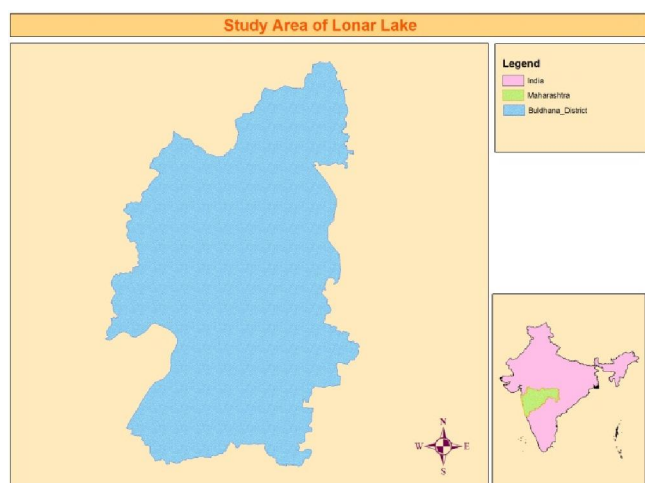 Study Area of Lonar Lake
Legend
India
Maharashtra
Buldhana_District
N
W E
S